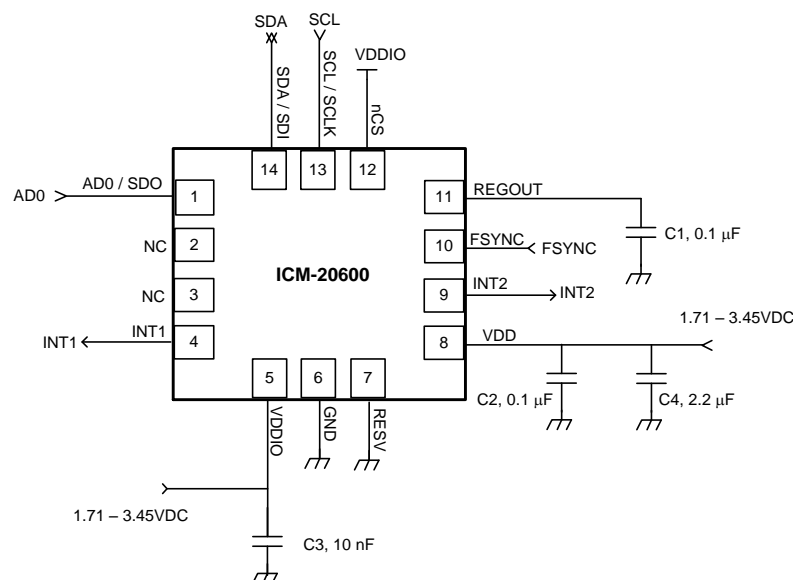 SDA
SCL
VDDIO
SDA / SDI
SCL / SCLK
nCS
14
13
12
AD0
AD0 / SDO
1
11
REGOUT
C1, 0.1 µF
NC
2
10
FSYNC
FSYNC
ICM-20600
NC
3
9
INT2
INT2
INT1
INT1
4
8
VDD
1.71 – 3.45VDC
5
6
7
C2, 0.1 µF
C4, 2.2 µF
VDDIO
GND
RESV
1.71 – 3.45VDC
C3, 10 nF